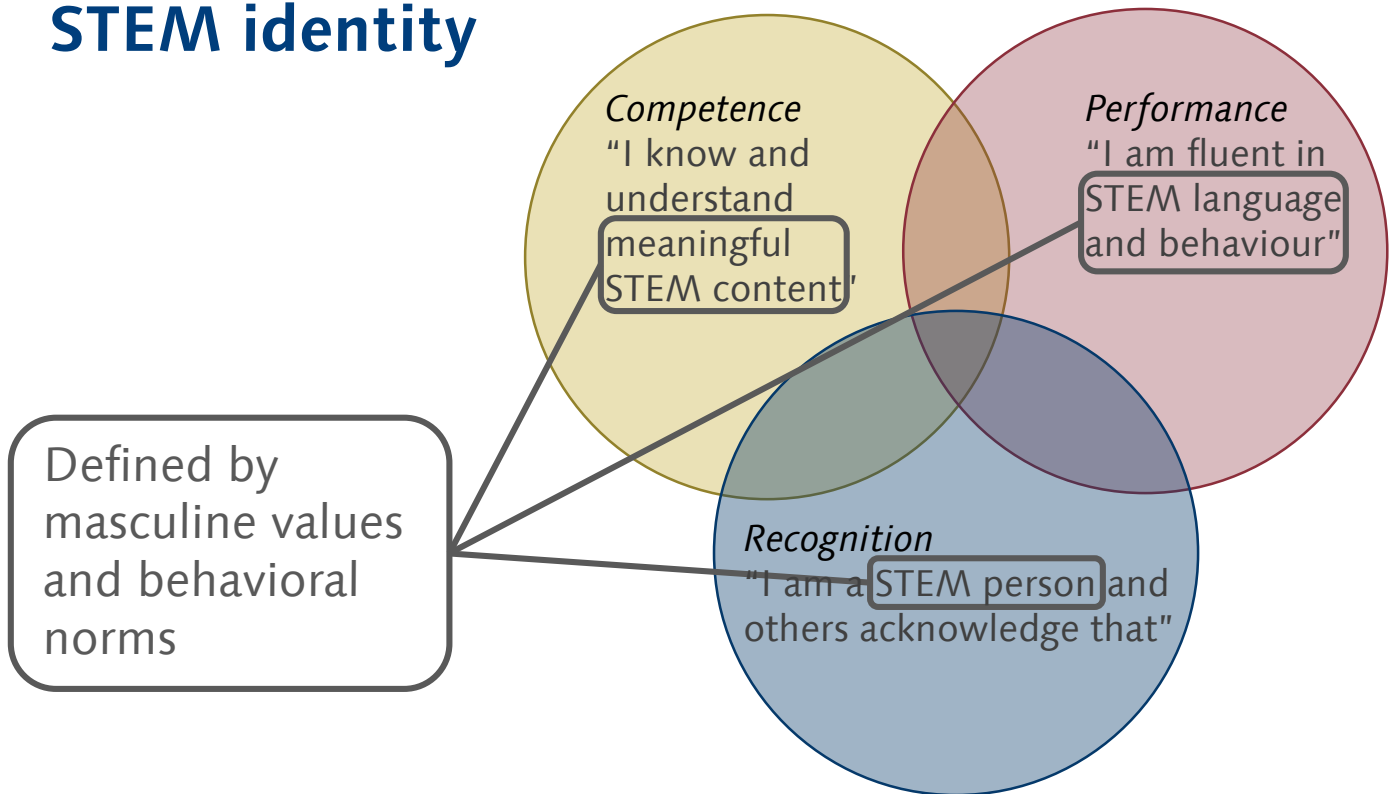 STEM identity
Competence
“I know and
understand
meaningful
STEM content”
Performance
“I am fluent in
STEM language
and behaviour”
Defined by
masculine values
and behavioral
norms
Recognition
“I am a STEM person and
others acknowledge that”